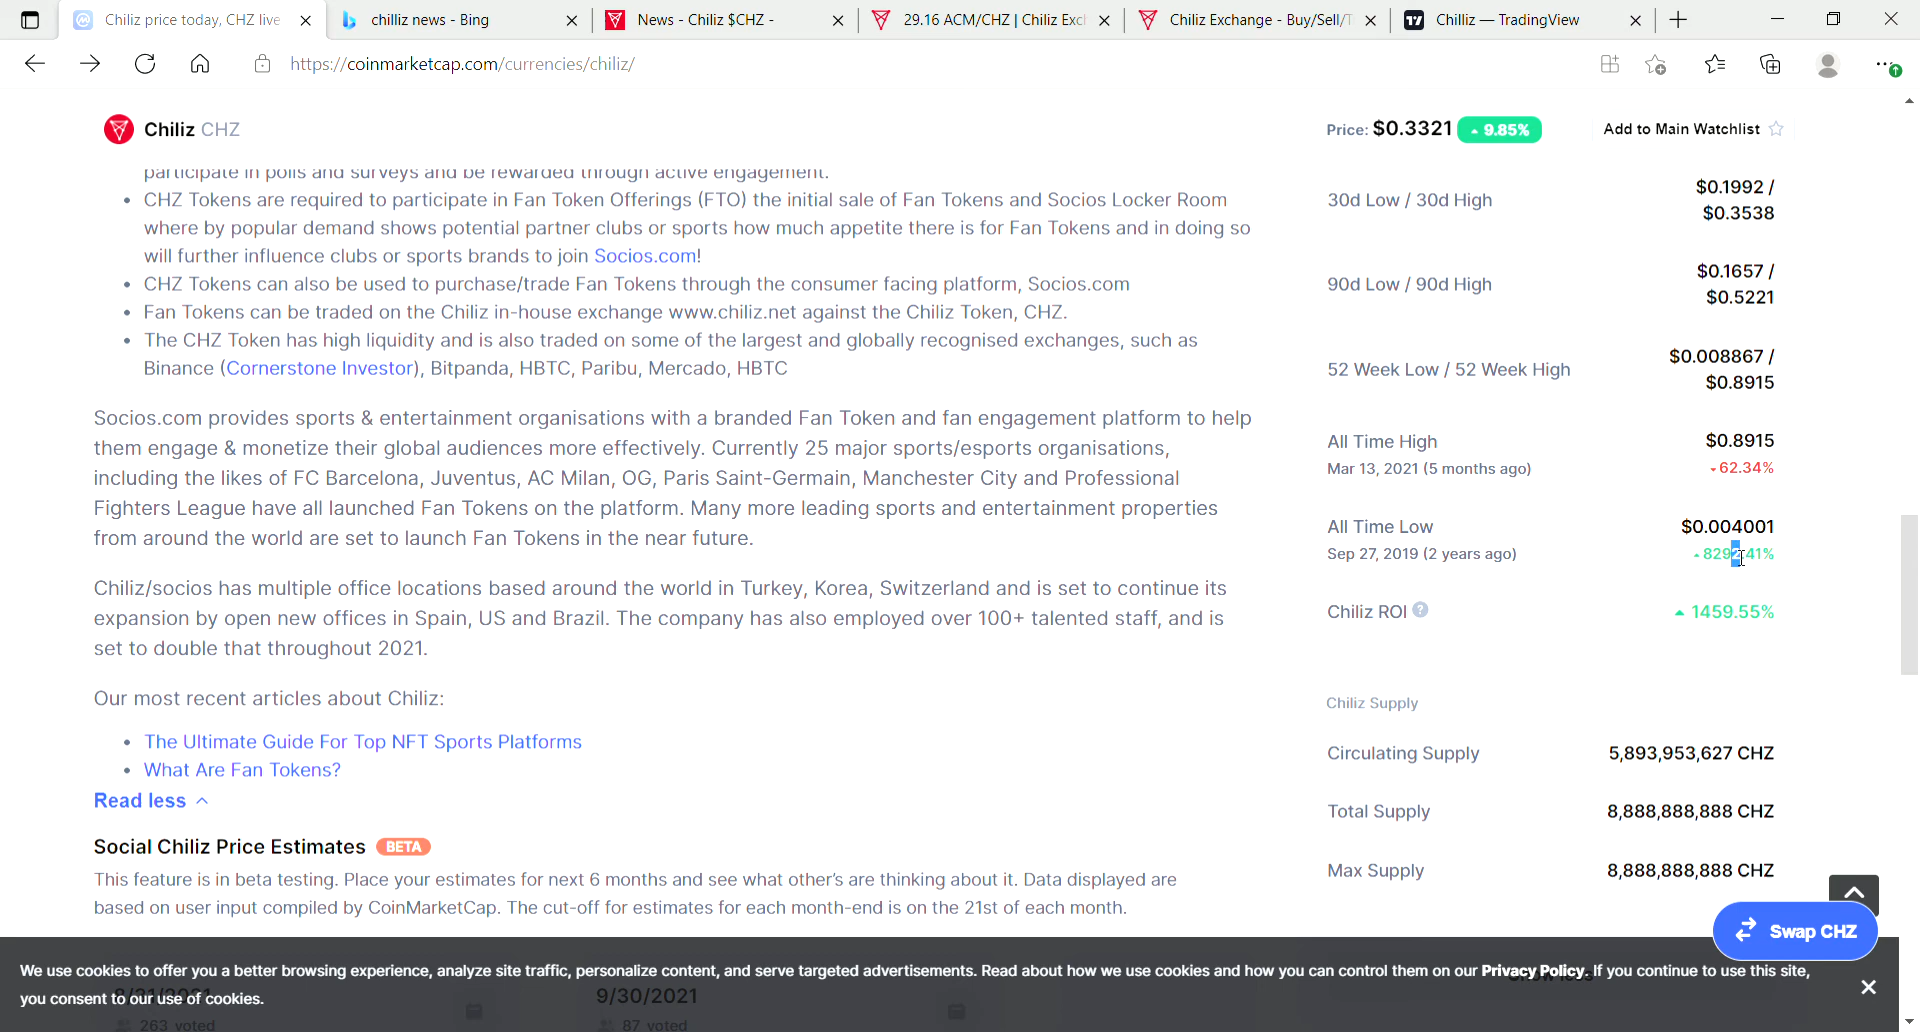 Chiliz price today, CHZ live
chilliz news - Bing
News - Chiliz $CHZ -
29.16 ACM/CHZ | Chiliz Exc
Chiliz Exchange - Buy/Sell/T
Chilliz — TradingView
https://coinmarketcap.com/currencies/chiliz/
Chiliz CHZ
Price: $0.3321 9.85%
Add to Main Watchlist
participate in polls and surveys and be rewarded through active engagement.
CHZ Tokens are required to participate in Fan Token Offerings (FTO) the initial sale of Fan Tokens and Socios Locker Room
where by popular demand shows potential partner clubs or sports how much appetite there is for Fan Tokens and in doing so
will further influence clubs or sports brands to join Socios.com!
CHZ Tokens can also be used to purchase/trade Fan Tokens through the consumer facing platform, Socios.com
Fan Tokens can be traded on the Chiliz in-house exchange www.chiliz.net against the Chiliz Token, CHZ.
The CHZ Token has high liquidity and is also traded on some of the largest and globally recognised exchanges, such as
Binance (Cornerstone Investor), Bitpanda, HBTC, Paribu, Mercado, HBTC
Socios.com provides sports & entertainment organisations with a branded Fan Token and fan engagement platform to help
them engage & monetize their global audiences more effectively. Currently 25 major sports/esports organisations,
including the likes of FC Barcelona, Juventus, AC Milan, OG, Paris Saint-Germain, Manchester City and Professional
Fighters League have all launched Fan Tokens on the platform. Many more leading sports and entertainment properties
from around the world are set to launch Fan Tokens in the near future.
Chiliz/socios has multiple office locations based around the world in Turkey, Korea, Switzerland and is set to continue its
expansion by open new offices in Spain, US and Brazil. The company has also employed over 100+ talented staff, and is
set to double that throughout 2021.
Our most recent articles about Chiliz:
The Ultimate Guide For Top NFT Sports Platforms
What Are Fan Tokens?
Read less
Social Chiliz Price Estimates BETA
This feature is in beta testing. Place your estimates for next 6 months and see what other's are thinking about it. Data displayed are
based on user input compiled by CoinMarketCap. The cut-off for estimates for each month-end is on the 21st of each month.
30d Low / 30d High
$0.1992 /
$0.3538
90d Low / 90d High
$0.1657 /
$0.5221
52 Week Low / 52 Week High
$0.008867 /
$0.8915
All Time High
$0.8915
Mar 13, 2021 (5 months ago)
62.34%
All Time Low
$0.004001
Sep 27, 2019 (2 years ago)
Chiliz ROI
1459.55%
Chiliz Supply
Circulating Supply
5,893,953,627 CHZ
Total Supply
8,888,888,888 CHZ
Max Supply
8,888,888,888 CHZ
Swap CHZ
We use cookies to offer you a better browsing experience, analyze site traffic, personalize content, and serve targeted advertisements. Read about how we use cookies and how you can control them on our Privacy Policy. If you continue to use this site,
you consent to our use of cookies.
8/31/2021
9/30/2021
263 voted
87 voted